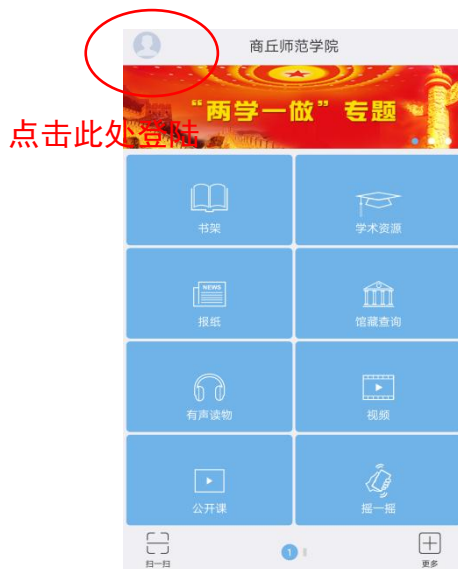 商丘师范学院
“两学一做”专题
点击此处登陆
书架
学术资源
NEWS
报纸
馆藏查询
有声读物
视频
公开课
摇一摇
扫一扫
1
更多